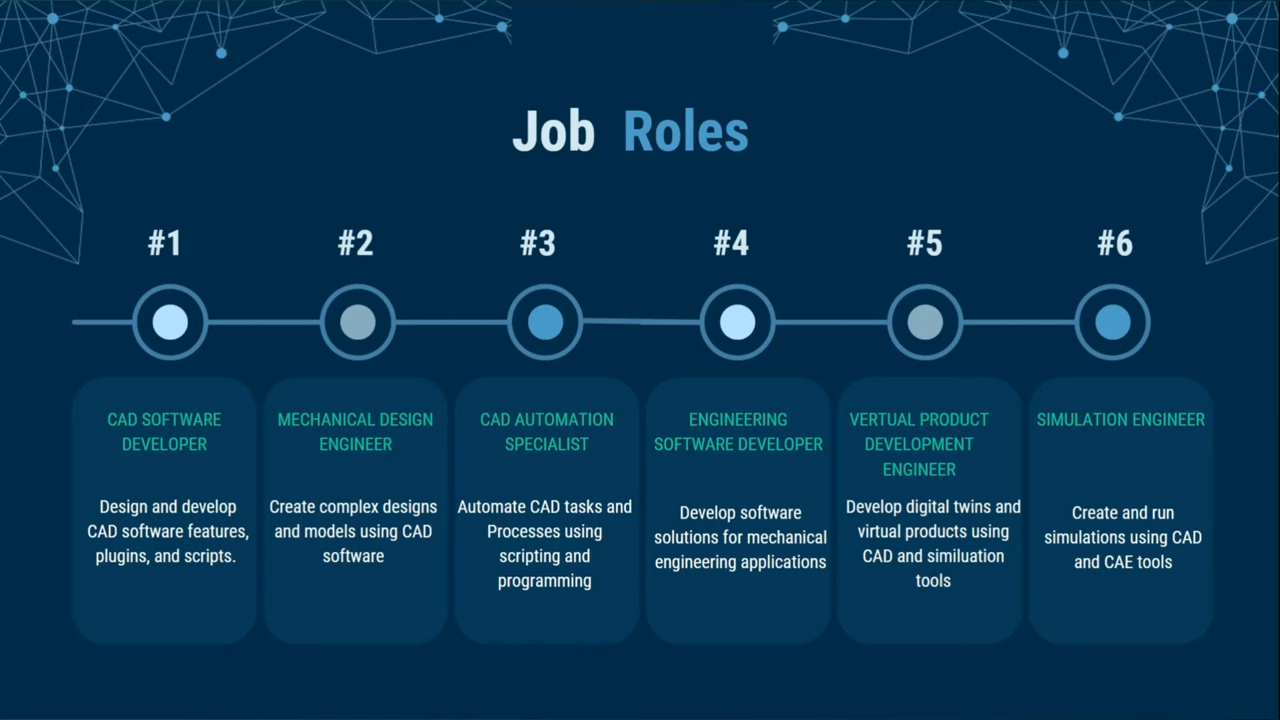 Job Roles
#1
#2
#3
#4
#5
#6
CAD SOFTWARE
DEVELOPER
Design and develop
CAD software features,
plugins, and scripts.
MECHANICAL DESIGN
ENGINEER
Create complex designs
and models using CAD
software
CAD AUTOMATION
SPECIALIST
Automate CAD tasks and
Processes using
scripting and
programming
ENGINEERING
SOFTWARE DEVELOPER
Develop software
solutions for mechanical
engineering applications
VERTUAL PRODUCT
DEVELOPMENT
ENGINEER
Develop digital twins and
virtual products using
CAD and similuation
tools
SIMULATION ENGINEER
Create and run
simulations using CAD
and CAE tools